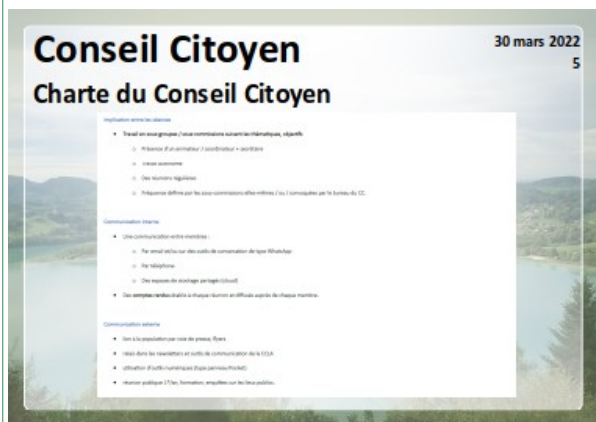 Conseil Citoyen
30 mars 2022
5
Charte du Conseil Citoyen
Implication entre les séances
• Travail en sous-groupes / sous commissions suivant les thématiques, objectifs
o Présence d'un animateur / coordinateur + secrétaire
o travail autonome
o Des réunions régulières
o Fréquence définie par les sous-commissions elles-mêmes / ou / convoquées par le bureau du CC.
Communication interne
• Une communication entre membres :
o Par email et/ou sur des outils de conversation de type WhatsApp
o Par téléphone
o Des espaces de stockage partagés (cloud)
• Des comptes rendus établis à chaque réunion et diffusés auprès de chaque membre.
Communication externe
• lien à la population par voie de presse, flyers
• relais dans les newsletters et outils de communication de la CCLA
• utilisation d'outils numériques (type panneau Pocket)
• réunion publique 1*/an, formation, enquêtes sur les lieux publics.